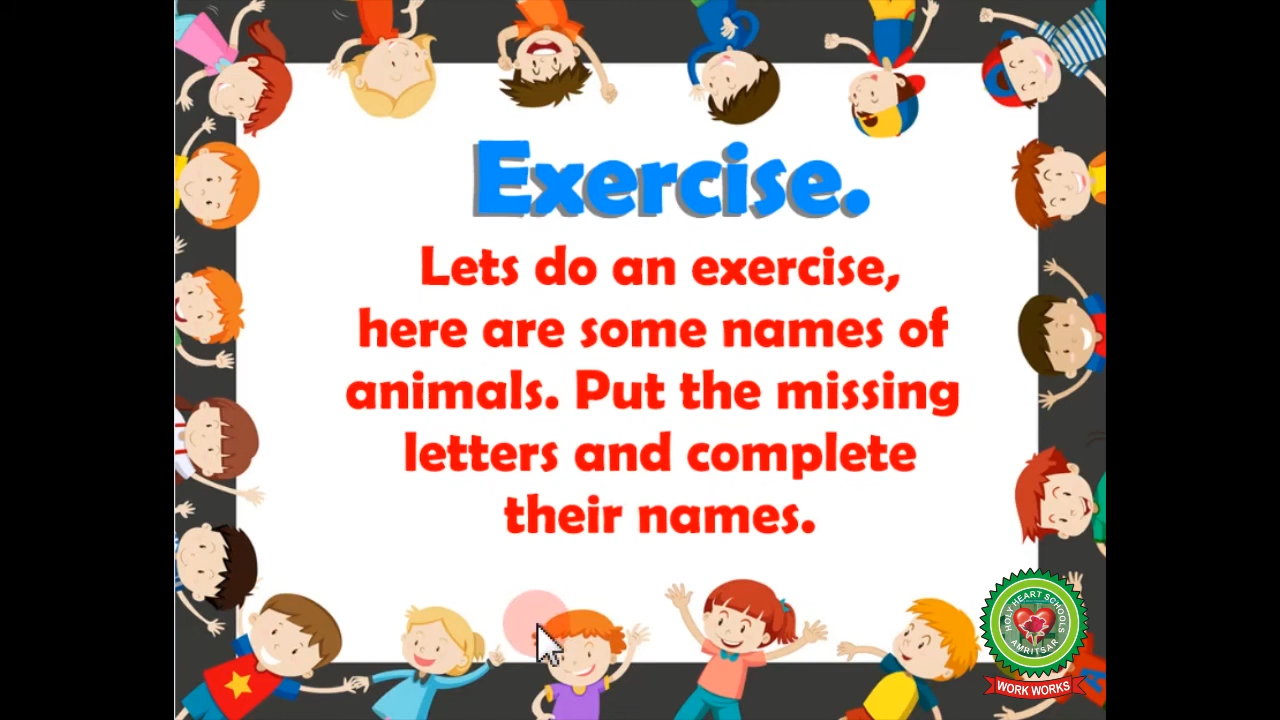 Exercise.
Lets do an exercise,
here are some names of
animals. Put the missing
letters and complete
their names.
HOLY HEART SCHOOLS
AMRITSAR
WORK WORKS